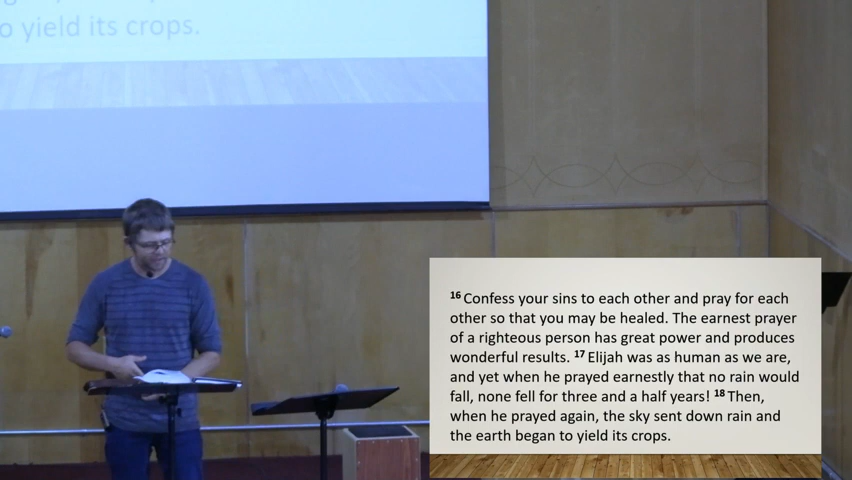 o yield its crops.
16 Confess your sins to each other and pray for each
other so that you may be healed. The earnest prayer
of a righteous person has great power and produces
wonderful results. 17 Elijah was as human as we are,
and yet when he prayed earnestly that no rain would
fall, none fell for three and a half years! 18 Then,
when he prayed again, the sky sent down rain and
the earth began to yield its crops.